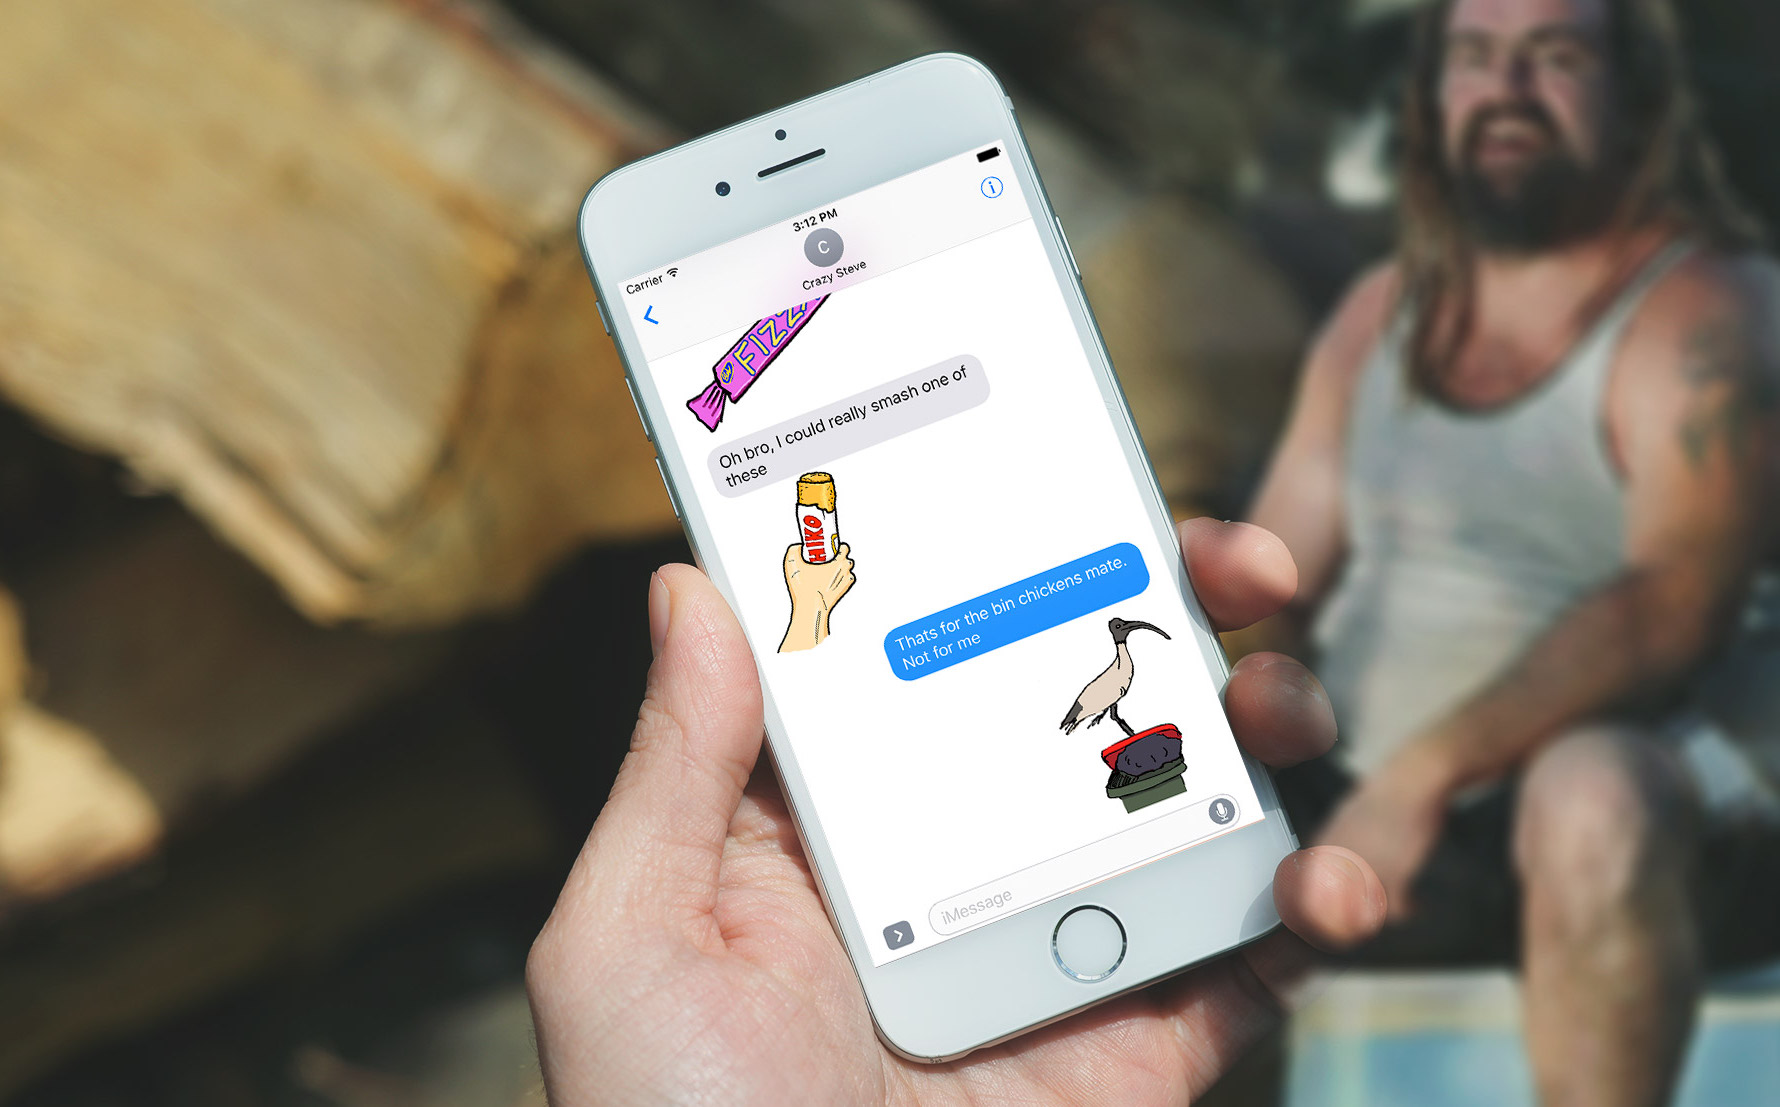 3:12 PM
Carrier
C
Crazy Steve
FIZZ
Oh bro, I could really smash one of
these
HIKO
Thats for the bin chickens mate.
Not for me
iMessage